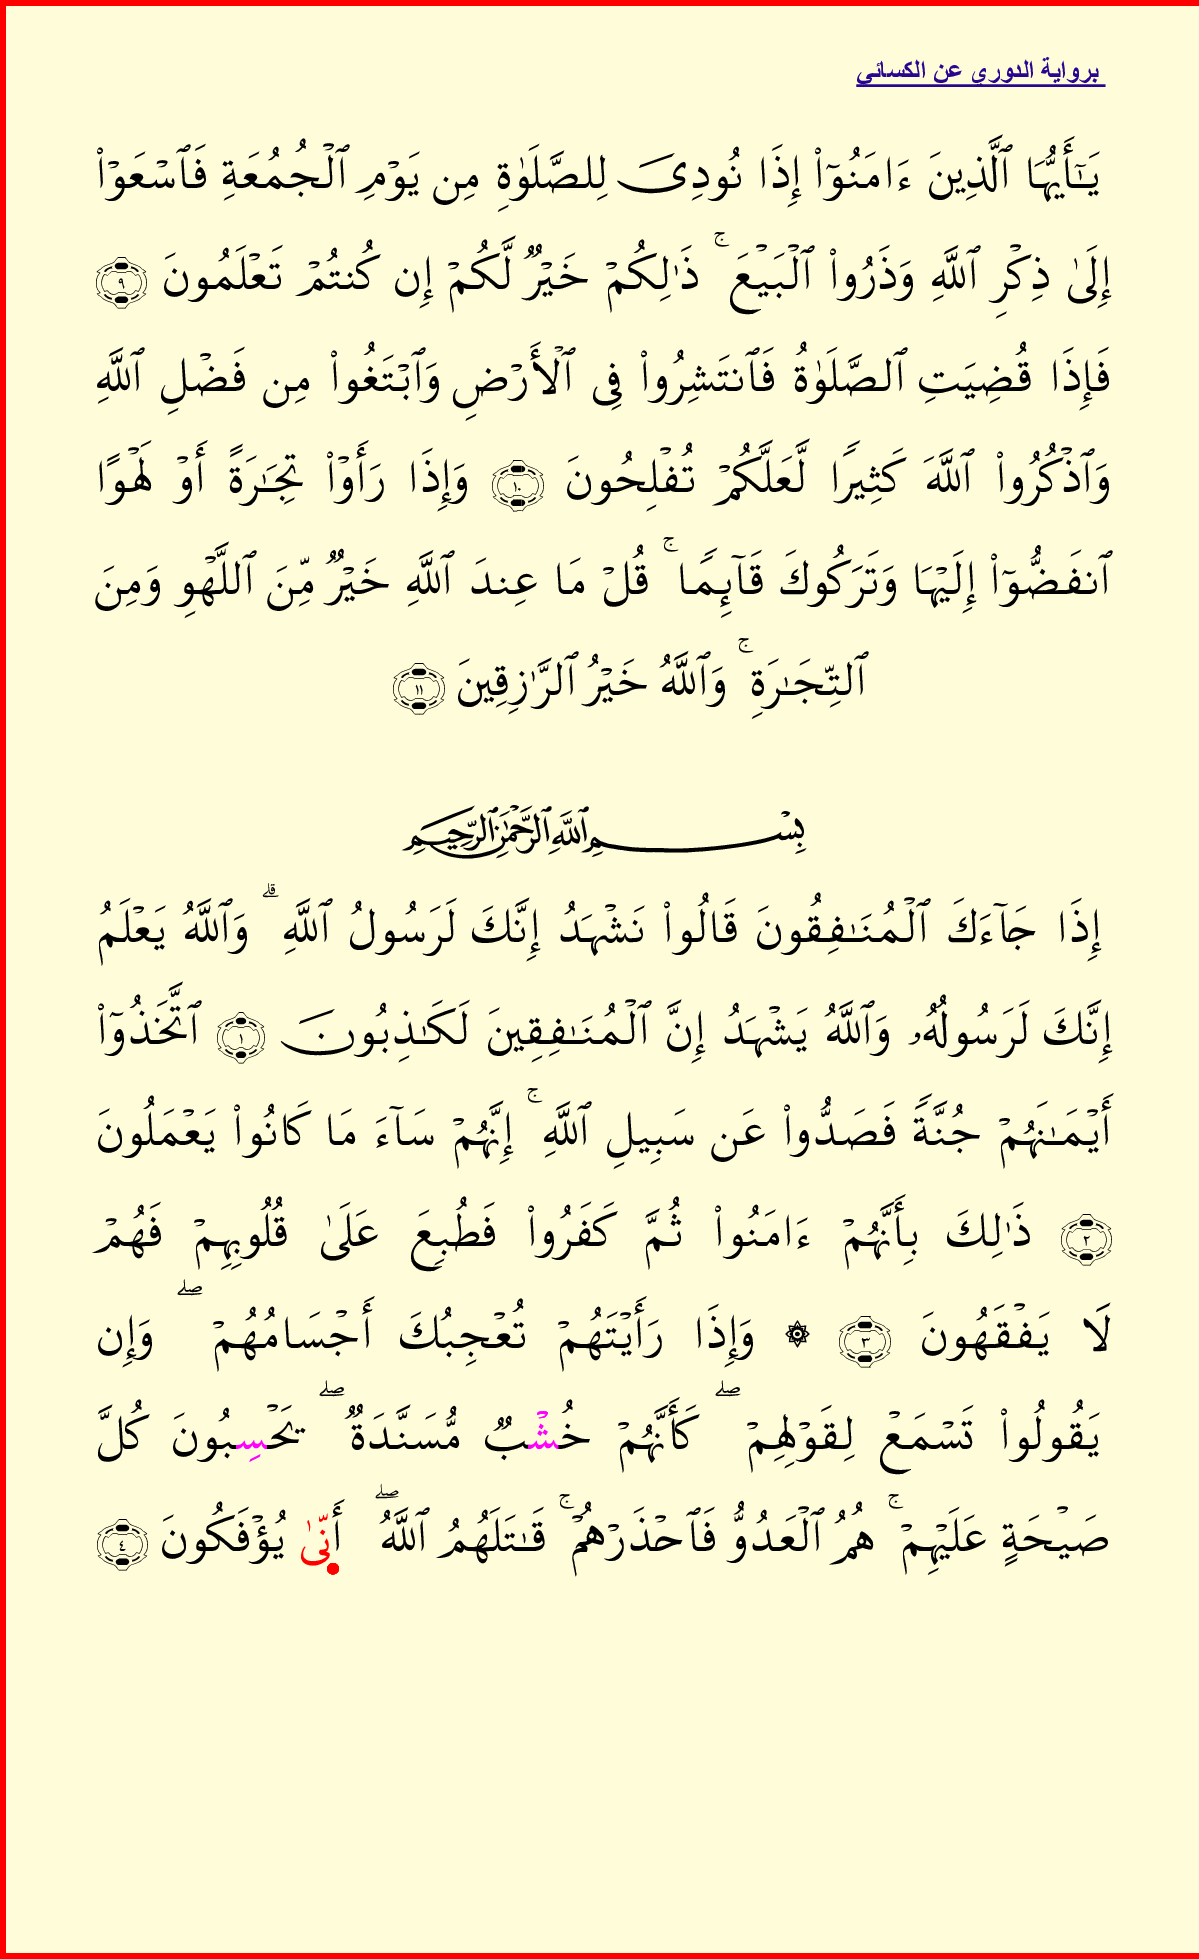 برواية الدوري عن الكسائي
يَـٰٓأَيُّهَا ٱلَّذِينَ ءَامَنُوٓا۟ إِذَا نُودِىَ لِلصَّلَوٰةِ مِن يَوْمِ ٱلْجُمُعَةِ فَٱسْعَوْا۟
إِلَىٰ ذِكْرِ ٱللَّهِ وَذَرُوا۟ ٱلْبَيْعَ ۚ ذَٰلِكُمْ خَيْرٌ لَّكُمْ إِن كُنتُمْ تَعْلَمُونَ ٩
فَإِذَا قُضِيَتِ ٱلصَّلَوٰةُ فَٱنتَشِرُوا۟ فِى ٱلْأَرْضِ وَٱبْتَغُوا۟ مِن فَضْلِ ٱللَّهِ
وَٱذْكُرُوا۟ ٱللَّهَ كَثِيرًا لَّعَلَّكُمْ تُفْلِحُونَ ١٠ وَإِذَا رَأَوْا۟ تِجَـٰرَةً أَوْ لَهْوًا
ٱنفَضُّوٓا۟ إِلَيْهَا وَتَرَكُوكَ قَآئِمًا ۚ قُلْ مَا عِندَ ٱللَّهِ خَيْرٌ مِّنَ ٱللَّهْوِ وَمِنَ
ٱلتِّجَـٰرَةِ ۚ وَٱللَّهُ خَيْرُ ٱلرَّٰزِقِينَ ١١
بِسْمِ ٱللَّهِ ٱلرَّحْمَـٰنِ ٱلرَّحِيمِ
إِذَا جَآءَكَ ٱلْمُنَـٰفِقُونَ قَالُوا۟ نَشْهَدُ إِنَّكَ لَرَسُولُ ٱللَّهِ ۗ وَٱللَّهُ يَعْلَمُ
إِنَّكَ لَرَسُولُهُۥ وَٱللَّهُ يَشْهَدُ إِنَّ ٱلْمُنَـٰفِقِينَ لَكَـٰذِبُونَ ١ ٱتَّخَذُوٓا۟
أَيْمَـٰنَهُمْ جُنَّةً فَصَدُّوا۟ عَن سَبِيلِ ٱللَّهِ ۚ إِنَّهُمْ سَآءَ مَا كَانُوا۟ يَعْمَلُونَ
٢ ذَٰلِكَ بِأَنَّهُمْ ءَامَنُوا۟ ثُمَّ كَفَرُوا۟ فَطُبِعَ عَلَىٰ قُلُوبِهِمْ فَهُمْ
لَا يَفْقَهُونَ ٣ ۞ وَإِذَا رَأَيْتَهُمْ تُعْجِبُكَ أَجْسَامُهُمْ ۖ وَإِن
يَقُولُوا۟ تَسْمَعْ لِقَوْلِهِمْ ۖ كَأَنَّهُمْ خُشْبٌ مُّسَنَّدَةٌ ۖ يَحْسِبُونَ كُلَّ
صَيْحَةٍ عَلَيْهِمْ ۚ هُمُ ٱلْعَدُوُّ فَٱحْذَرْهُمْ ۚ قَـٰتَلَهُمُ ٱللَّهُ ۖ أَنِّىٰ يُؤْفَكُونَ ٤